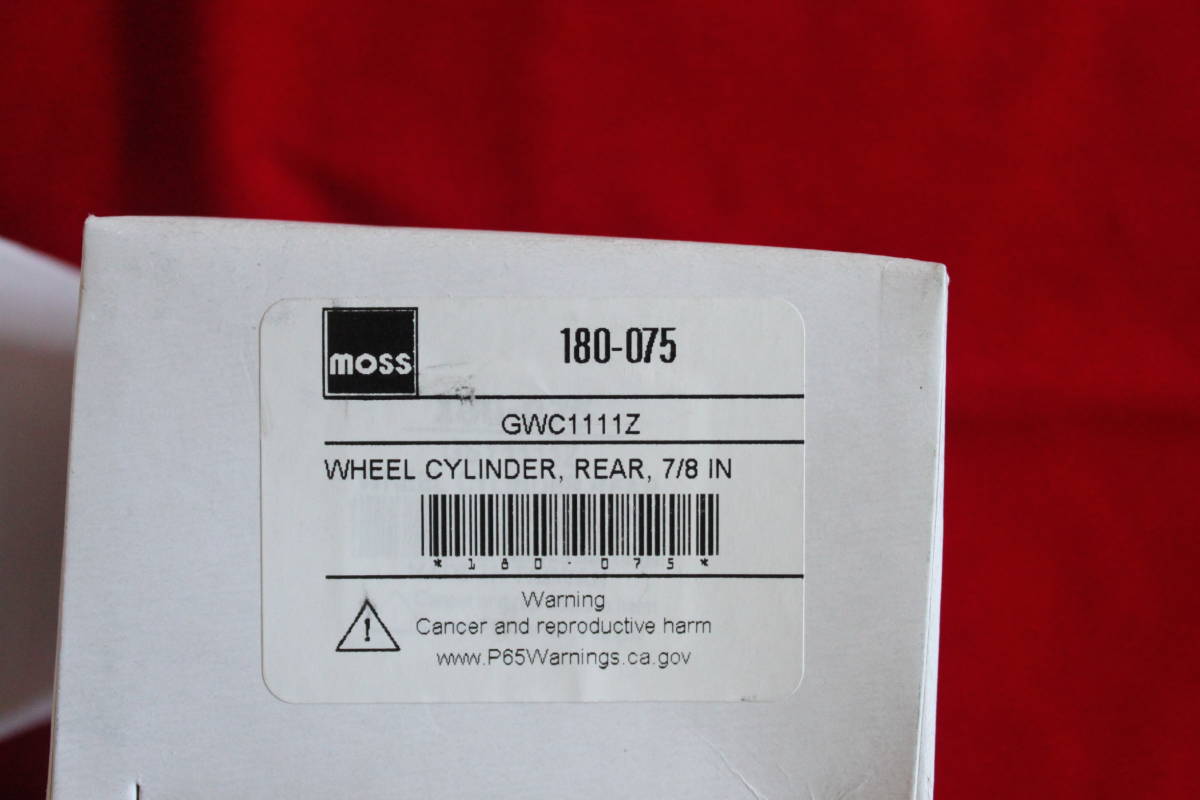 moss
180-075
GWC1111Z
WHEEL CYLINDER, REAR, 7/8 IN
*180-075*
Warning
Cancer and reproductive harm
www.P65Warnings.ca.gov